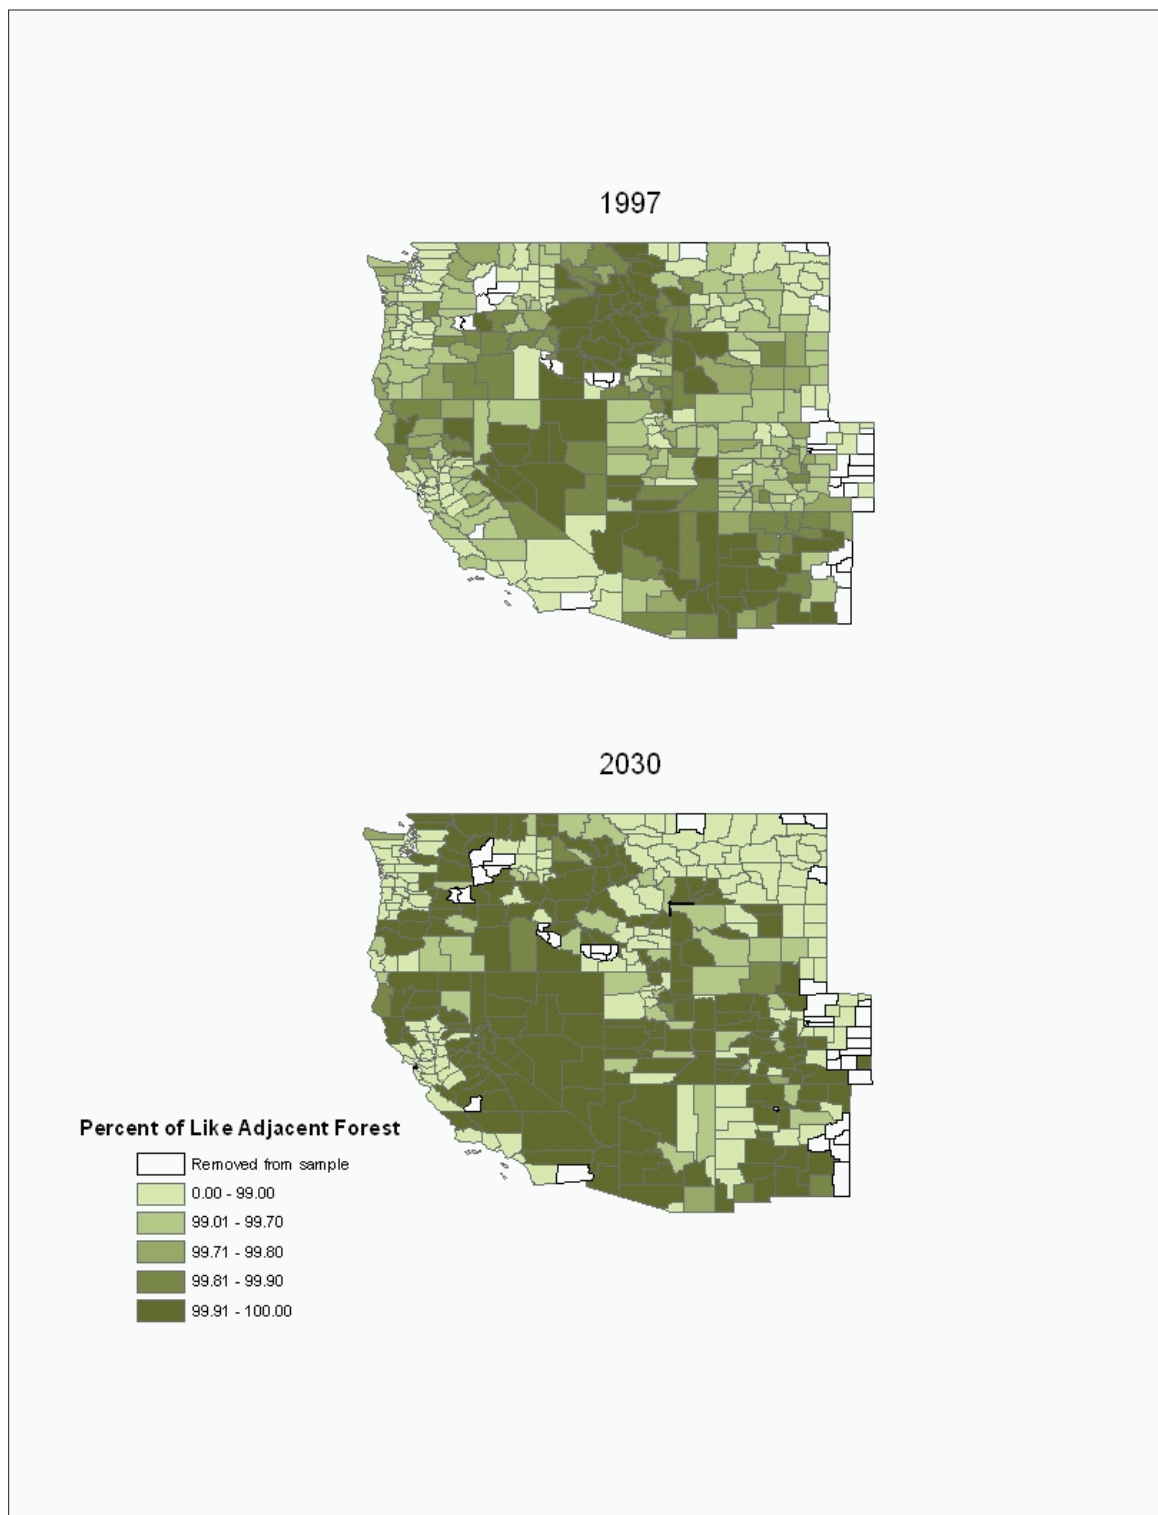 1997
2030
Percent of Like Adjacent Forest
Removed from sample
0.00 - 99.00
99.01 - 99.70
99.71 - 99.80
99.81 - 99.90
99.91 - 100.00